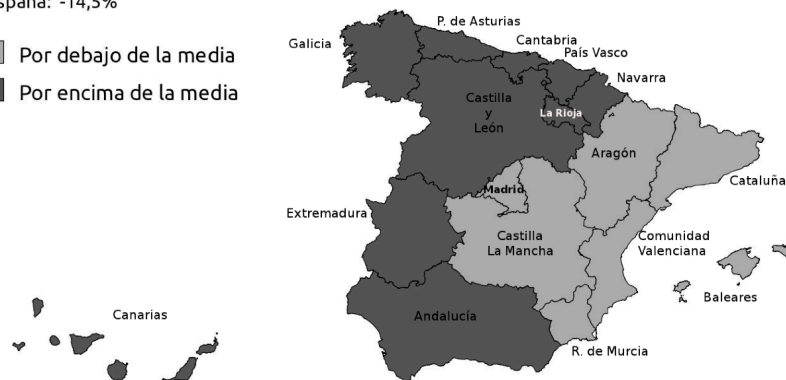 spaña: -14,5%
Por debajo de la media
Por encima de la media
P. de Asturias
Galicia
Cantabria
País Vasco
Navarra
Castilla
y
León
La Rioja
Aragón
Cataluña
Madrid
Extremadura
Castilla
La Mancha
Comunidad
Valenciana
Baleares
Canarias
Andalucía
R. de Murcia